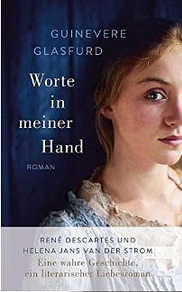 GUINEVERE
GLASFURD
Worte
in
meiner
Hand
ROMAN
RENÉ DESCARTES UND
HELENA JANS VAN DER STROM
Eine wahre Geschichte,
ein literarischer Liebesroman